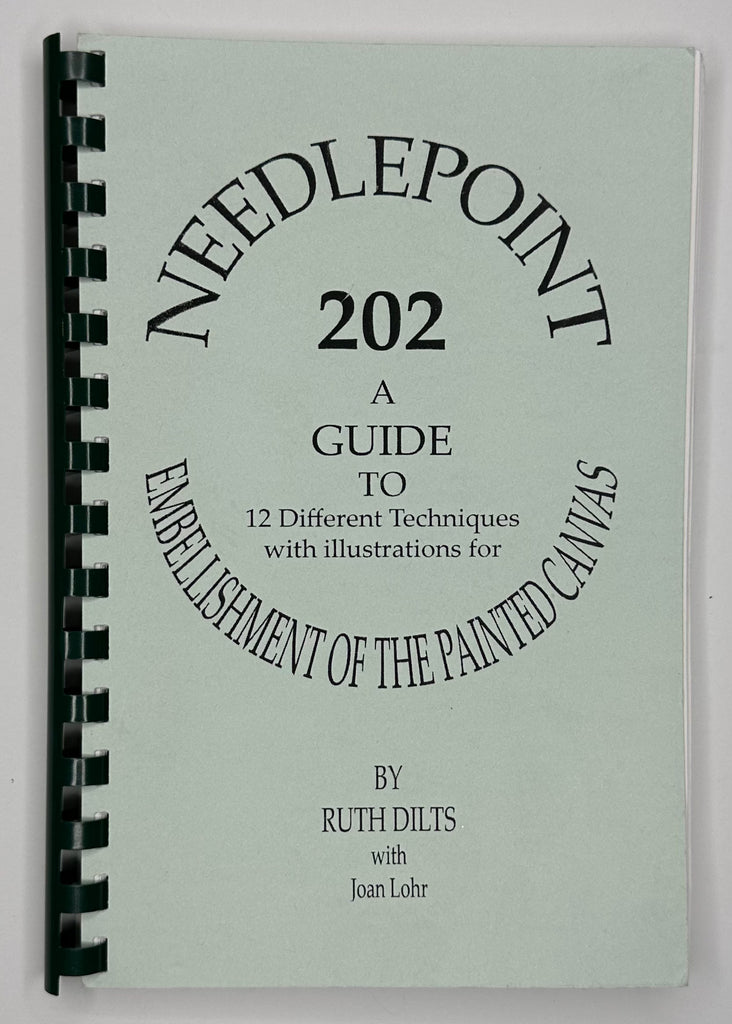 NEEDLEPOINT
202
A
GUIDE
TO
12 Different Techniques
with illustrations for
EMBELLISHMENT OF THE PAINTED CANVAS
BY
RUTH DILTS
with
Joan Lohr